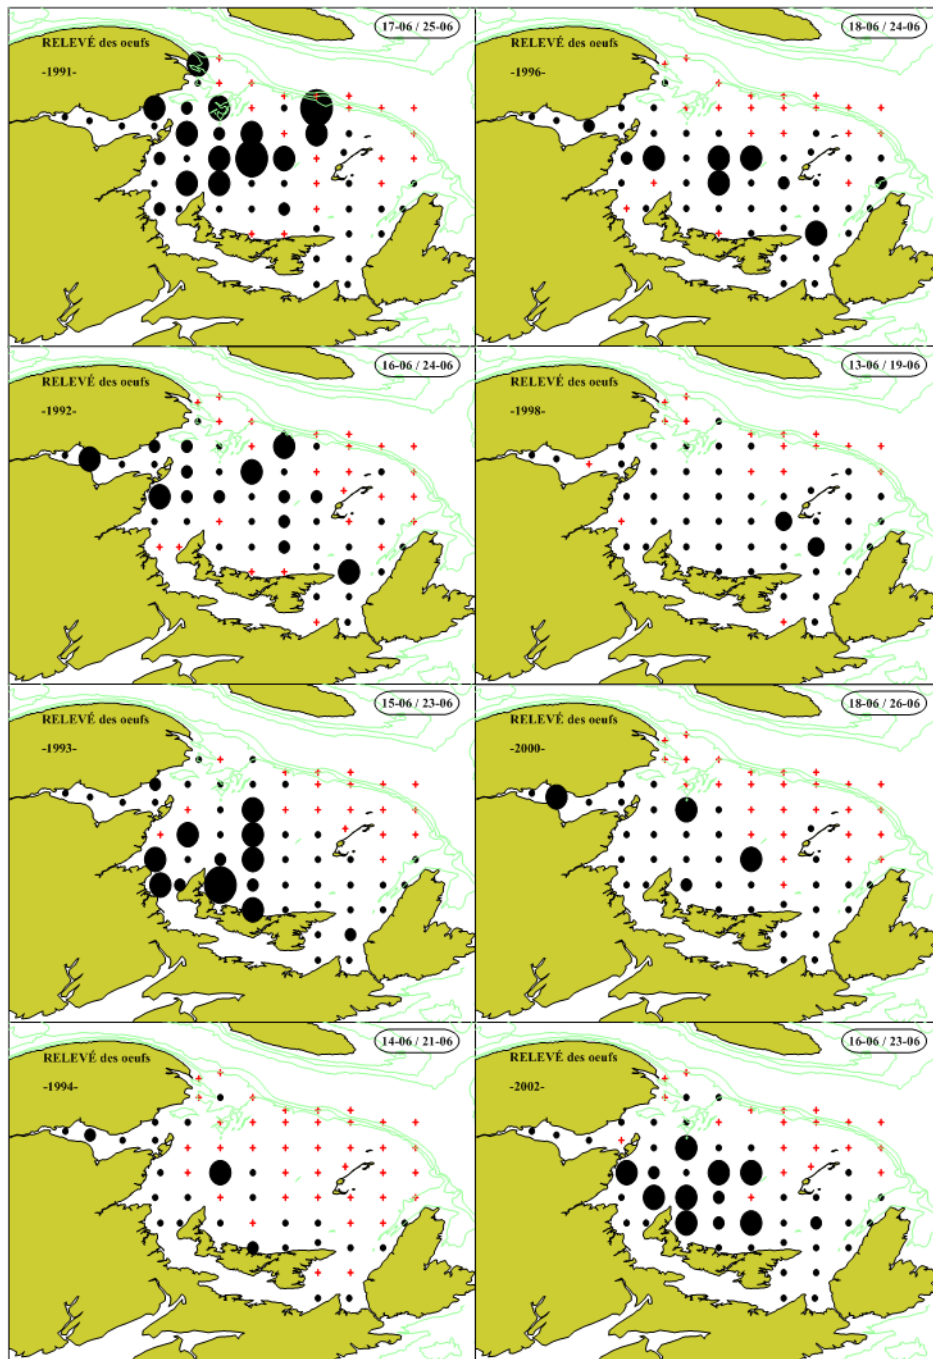 17-06 / 25-06
RELEVÉ des oeufs
-1991-
18-06 / 24-06
RELEVÉ des oeufs
-1996-
16-06 / 24-06
RELEVÉ des oeufs
-1992-
13-06 / 19-06
RELEVÉ des oeufs
-1998-
15-06 / 23-06
RELEVÉ des oeufs
-1993-
18-06 / 26-06
RELEVÉ des oeufs
-2000-
14-06 / 21-06
RELEVÉ des oeufs
-1994-
16-06 / 23-06
RELEVÉ des oeufs
-2002-